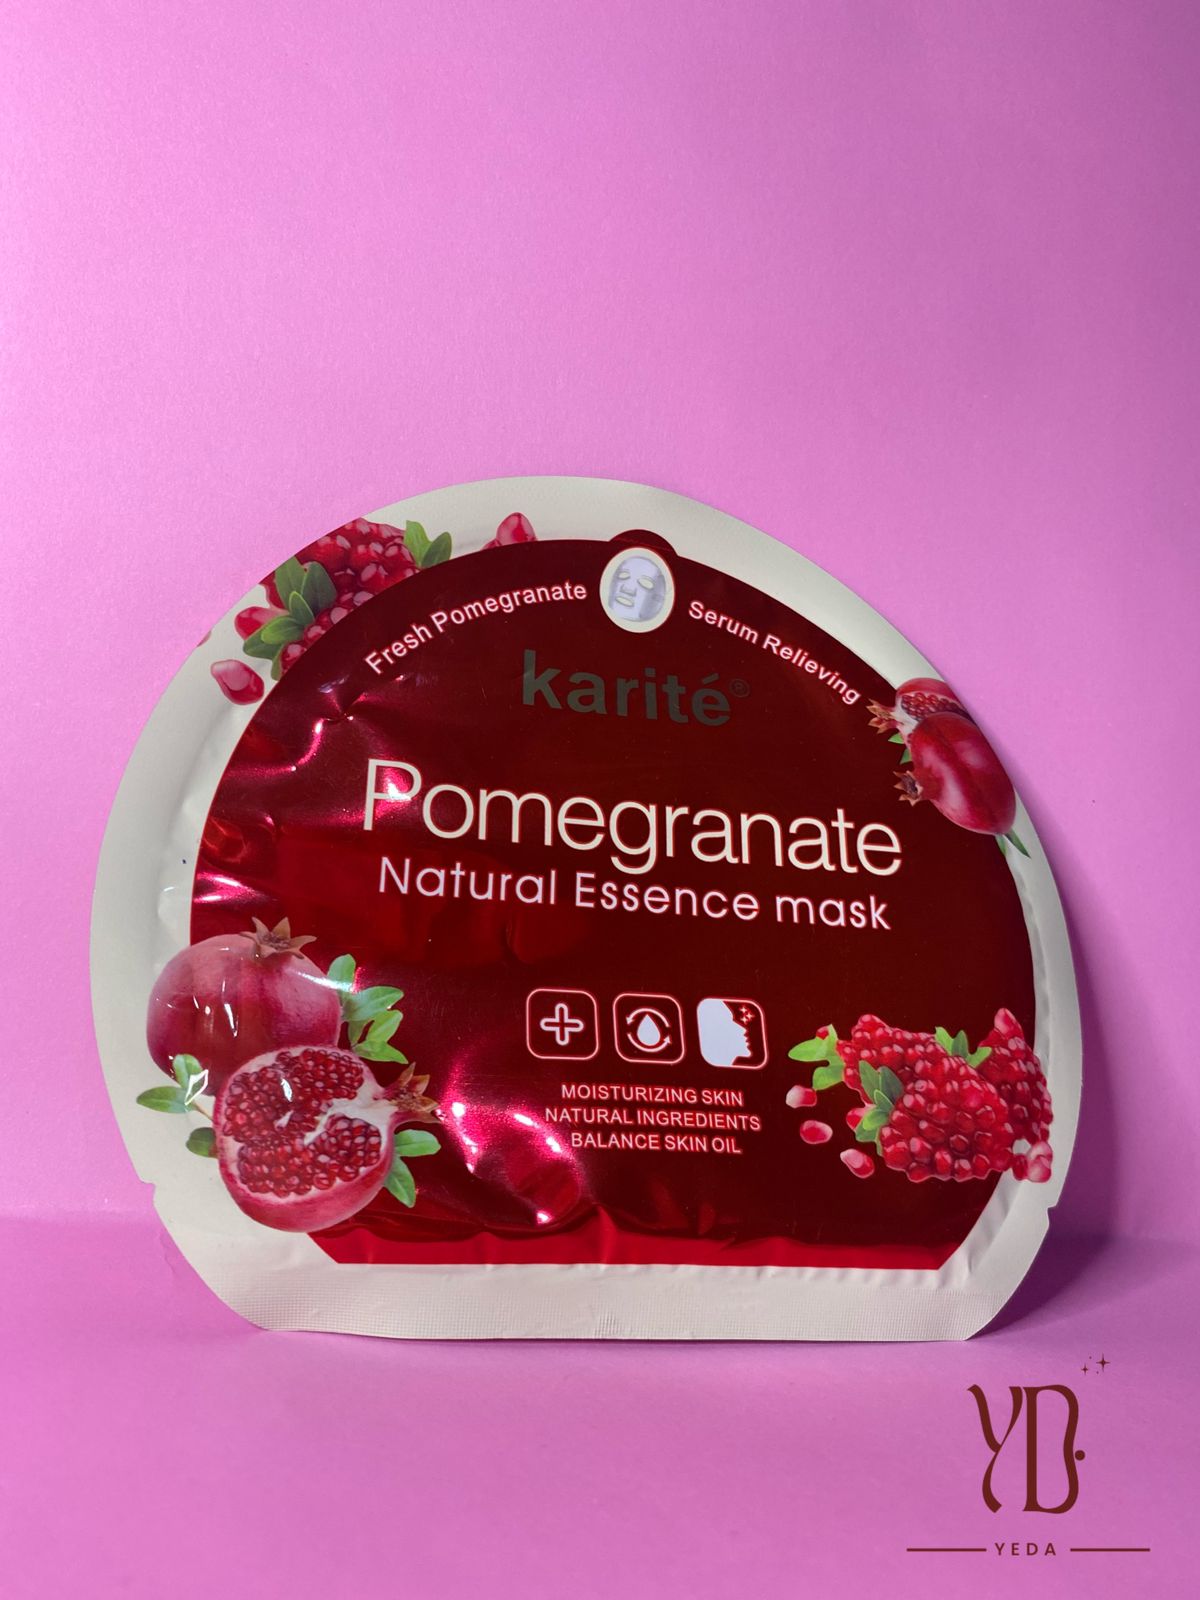 Fresh Pomegranate
Serum Relieving
karité®
Pomegranate
Natural Essence mask
MOISTURIZING SKIN
NATURAL INGREDIENTS
BALANCE SKIN OIL
YD
YEDA